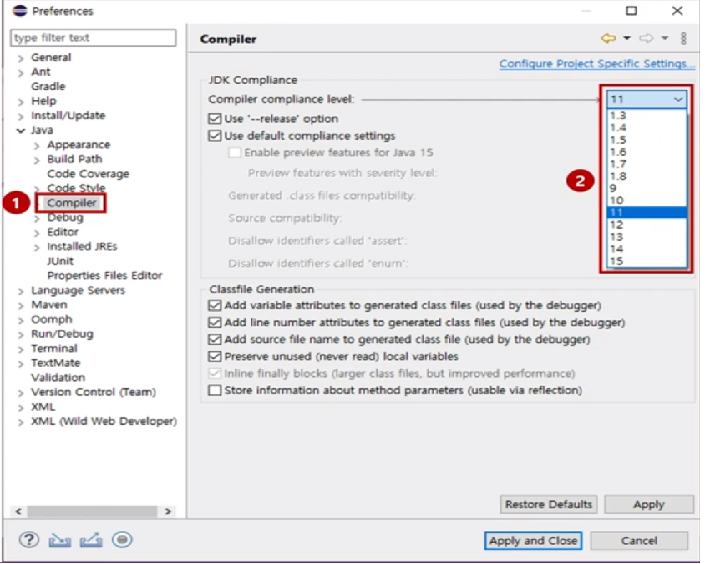 Preferences
type filter text
General
Ant
Gradle
Help
Install/Update
Java
Appearance
Build Path
Code Coverage
Code Style
1
Compiler
Debug
Editor
Installed JREs
JUnit
Properties Files Editor
Language Servers
Maven
Oomph
Run/Debug
Terminal
TextMate
Validation
Version Control (Team)
XML
XML (Wild Web Developer)
Compiler
Configure Project Specific Settings...
JDK Compliance
Compiler compliance level:
11
Use '--release' option
Use default compliance settings
Enable preview features for Java 15
Preview features with severity level:
Generated .class files compatibility:
Source compatibility:
Disallow identifiers called 'assert':
Disallow identifiers called 'enum':
2
1.3
1.4
1.5
1.6
1.7
1.8
9
10
11
12
13
14
15
Classfile Generation
Add variable attributes to generated class files (used by the debugger)
Add line number attributes to generated class files (used by the debugger)
Add source file name to generated class file (used by the debugger)
Preserve unused (never read) local variables
Inline finally blocks (larger class files, but improved performance)
Store information about method parameters (usable via reflection)
Restore Defaults
Apply
Apply and Close
Cancel